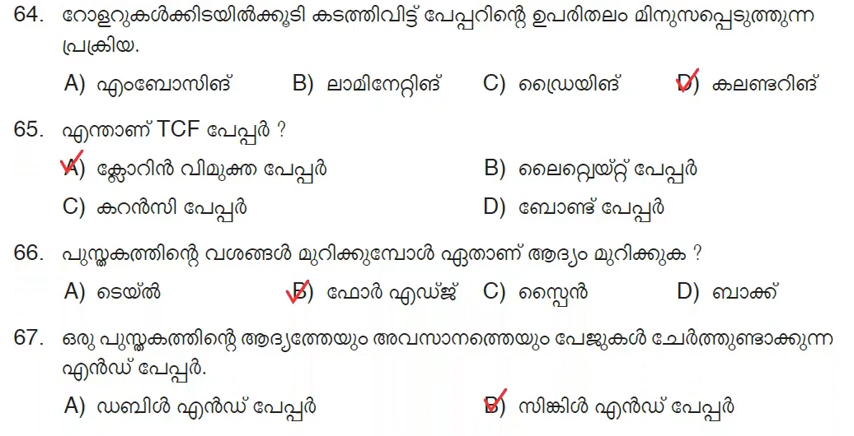 64. റോളറുകൾക്കിടയിൽക്കൂടി കടത്തിവിട്ട് പേപ്പറിന്റെ ഉപരിതലം മിനുസപ്പെടുത്തുന്ന
പ്രക്രിയ.
A) എംബോസിങ് B) ലാമിനേറ്റിങ് C) ഡ്രൈയിങ് D) കലണ്ടറിങ്
65. എന്താണ് TCF പേപ്പർ ?
A) ക്ലോറിൻ വിമുക്ത പേപ്പർ B) ലൈറ്റ്വെയ്റ്റ് പേപ്പർ
C) കറൻസി പേപ്പർ D) ബോണ്ട് പേപ്പർ
66. പുസ്തകത്തിന്റെ വശങ്ങൾ മുറിക്കുമ്പോൾ ഏതാണ് ആദ്യം മുറിക്കുക ?
A) ടെയ്ൽ B) ഫോർ എഡ്ജ് C) സ്പൈൻ D) ബാക്ക്
67. ഒരു പുസ്തകത്തിന്റെ ആദ്യത്തേയും അവസാനത്തെയും പേജുകൾ ചേർത്തുണ്ടാക്കുന്ന
എൻഡ് പേപ്പർ.
A) ഡബിൾ എൻഡ് പേപ്പർ B) സിങ്കിൾ എൻഡ് പേപ്പർ